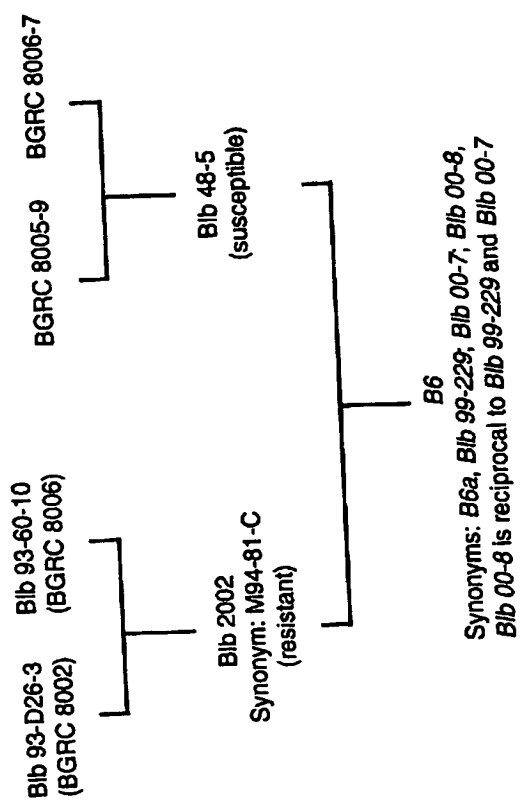 Blb 93-D26-3
(BGRC 8002)
Blb 93-60-10
(BGRC 8006)
BGRC 8005-9
BGRC 8006-7
Blb 2002
Synonym: M94-81-C
(resistant)
Blb 48-5
(susceptible)
B6
Synonyms: B6a, Blb 99-229; Blb 00-7; Blb 00-8,
Blb 00-8 is reciprocal to Blb 99-229 and Blb 00-7